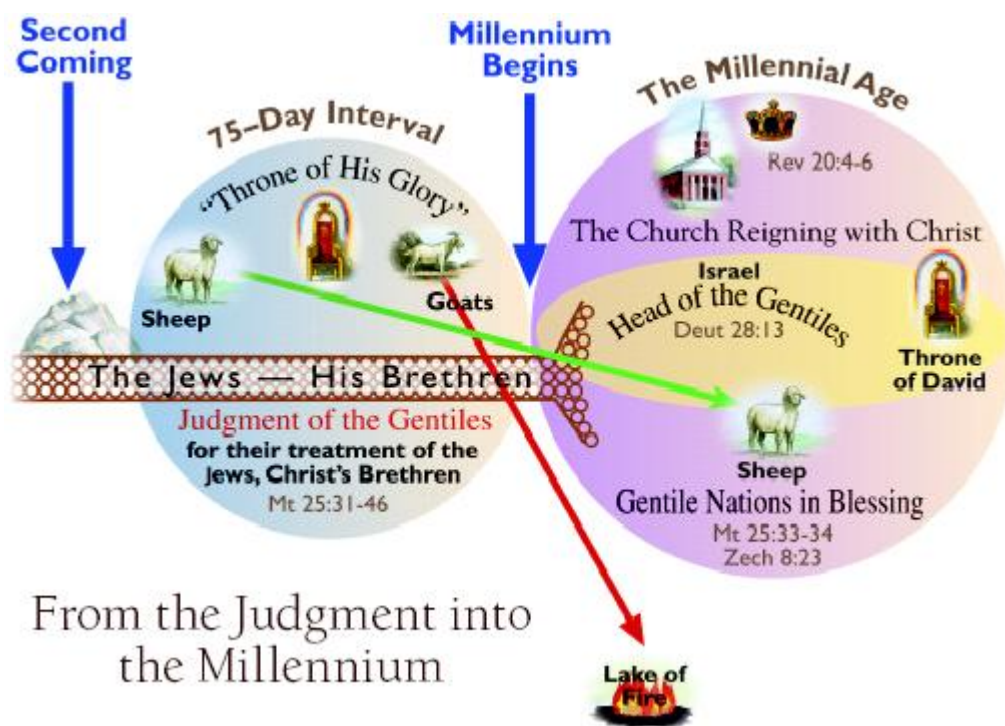 Second
Coming
Millennium
Begins
75–Day Interval
The Millennial Age
“Throne of His Glory”
Sheep
Goats
Rev 20:4-6
The Church Reigning with Christ
Israel
Head of the Gentiles
Deut 28:13
Throne
of David
The Jews — His Brethren
Judgment of the Gentiles
for their treatment of the
Jews, Christ’s Brethren
Mt 25:31-46
Sheep
Gentile Nations in Blessing
Mt 25:33-34
Zech 8:23
From the Judgment into
the Millennium
Lake of
Fire